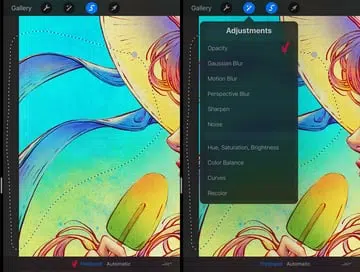 Gallery
Freehand Automatic
Gallery
Adjustments
Opacity
Gaussian Blur
Motion Blur
Perspective Blur
Sharpen
Noise
Hue, Saturation, Brightness
Color Balance
Curves
Recolor
Freehand Automatic